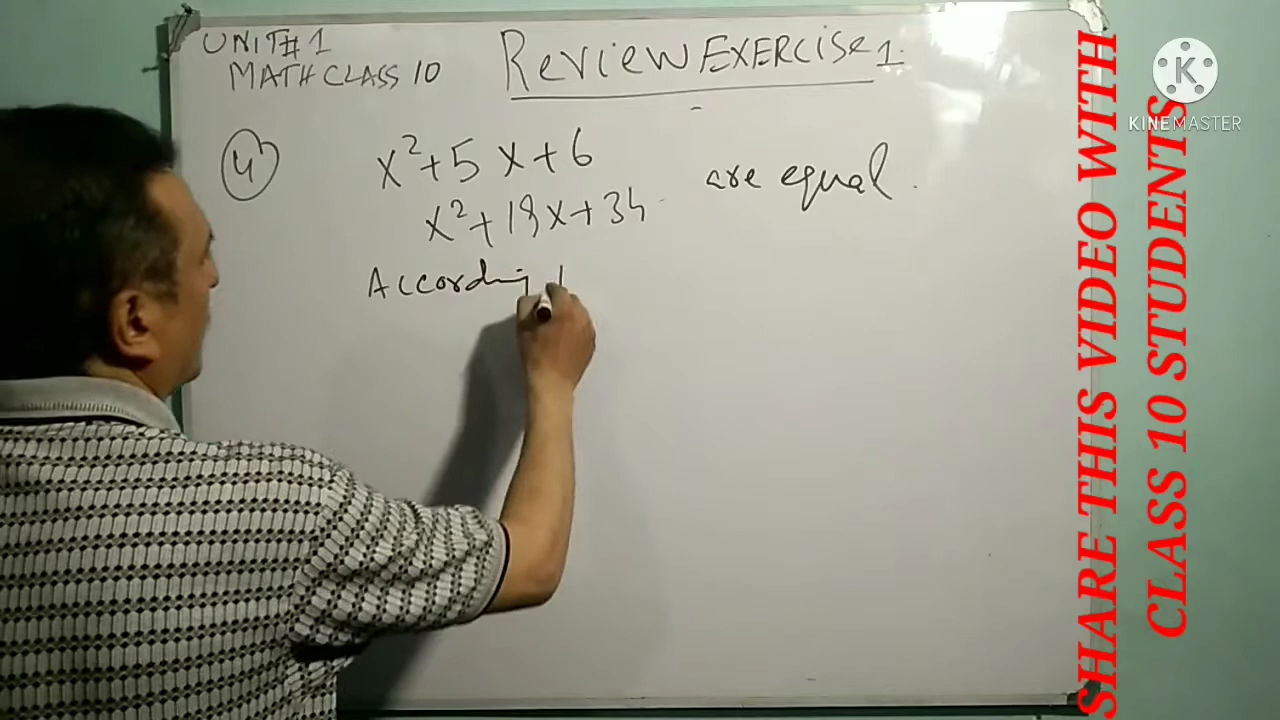 UNIT# 1
MATH CLASS 10
Review EXERCISE 1.
4
x²+5x+6
x²+19x+34
are equal.
According
SHARE THIS VIDEO WITH
CLASS 10 STUDENTS
K
KINEMASTER